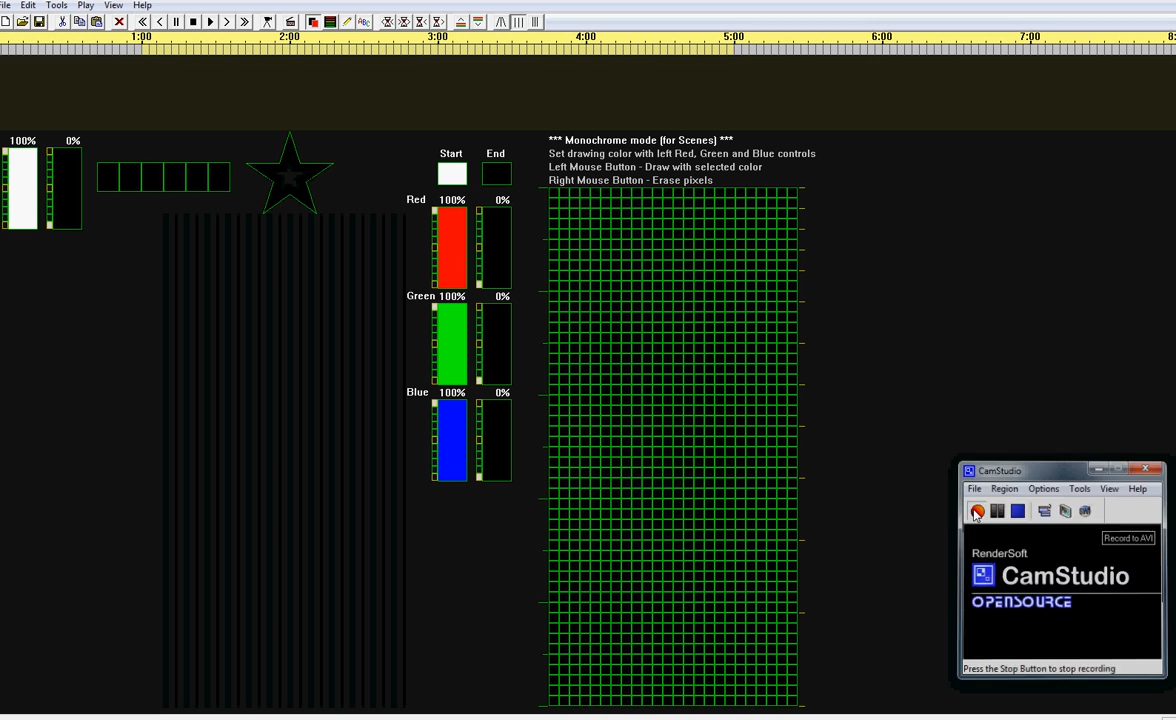 File Edit Tools Play View Help
ABC
1:00 2:00 3:00 4:00 5:00 6:00 7:00
100% 0%
Start End
Red 100% 0%
Green 100% 0%
Blue 100% 0%
*** Monochrome mode (for Scenes) ***
Set drawing color with left Red, Green and Blue controls
Left Mouse Button - Draw with selected color
Right Mouse Button - Erase pixels
CamStudio
File Region Options Tools View Help
Record to AVI
RenderSoft
CamStudio
OPENSOURCE
Press the Stop Button to stop recording